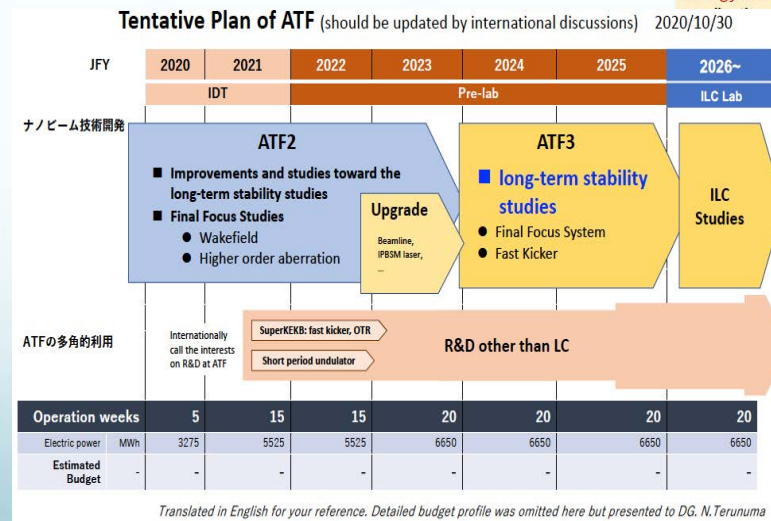 Tentative Plan of ATF (should be updated by international discussions) 2020/10/30
JFY 2020 2021 2022 2023 2024 2025 2026~
IDT Pre-lab ILC Lab
ナノビーム技術開発
ATF2
■ Improvements and studies toward the
long-term stability studies
■ Final Focus Studies
● Wakefield
● Higher order aberration
Upgrade
Beamline,
IPBSM laser,
...
ATF3
■ long-term stability
studies
● Final Focus System
● Fast Kicker
ILC
Studies
ATFの多角的利用
Internationally
call the interests
on R&D at ATF
SuperKEKB: fast kicker, OTR
Short period undulator
R&D other than LC
Operation weeks 5 15 15 20 20 20 20
Electric power MWh 3275 5525 5525 6650 6650 6650 6650
Estimated
Budget - - - - - - - -
Translated in English for your reference. Detailed budget profile was omitted here but presented to DG. N.Terunuma